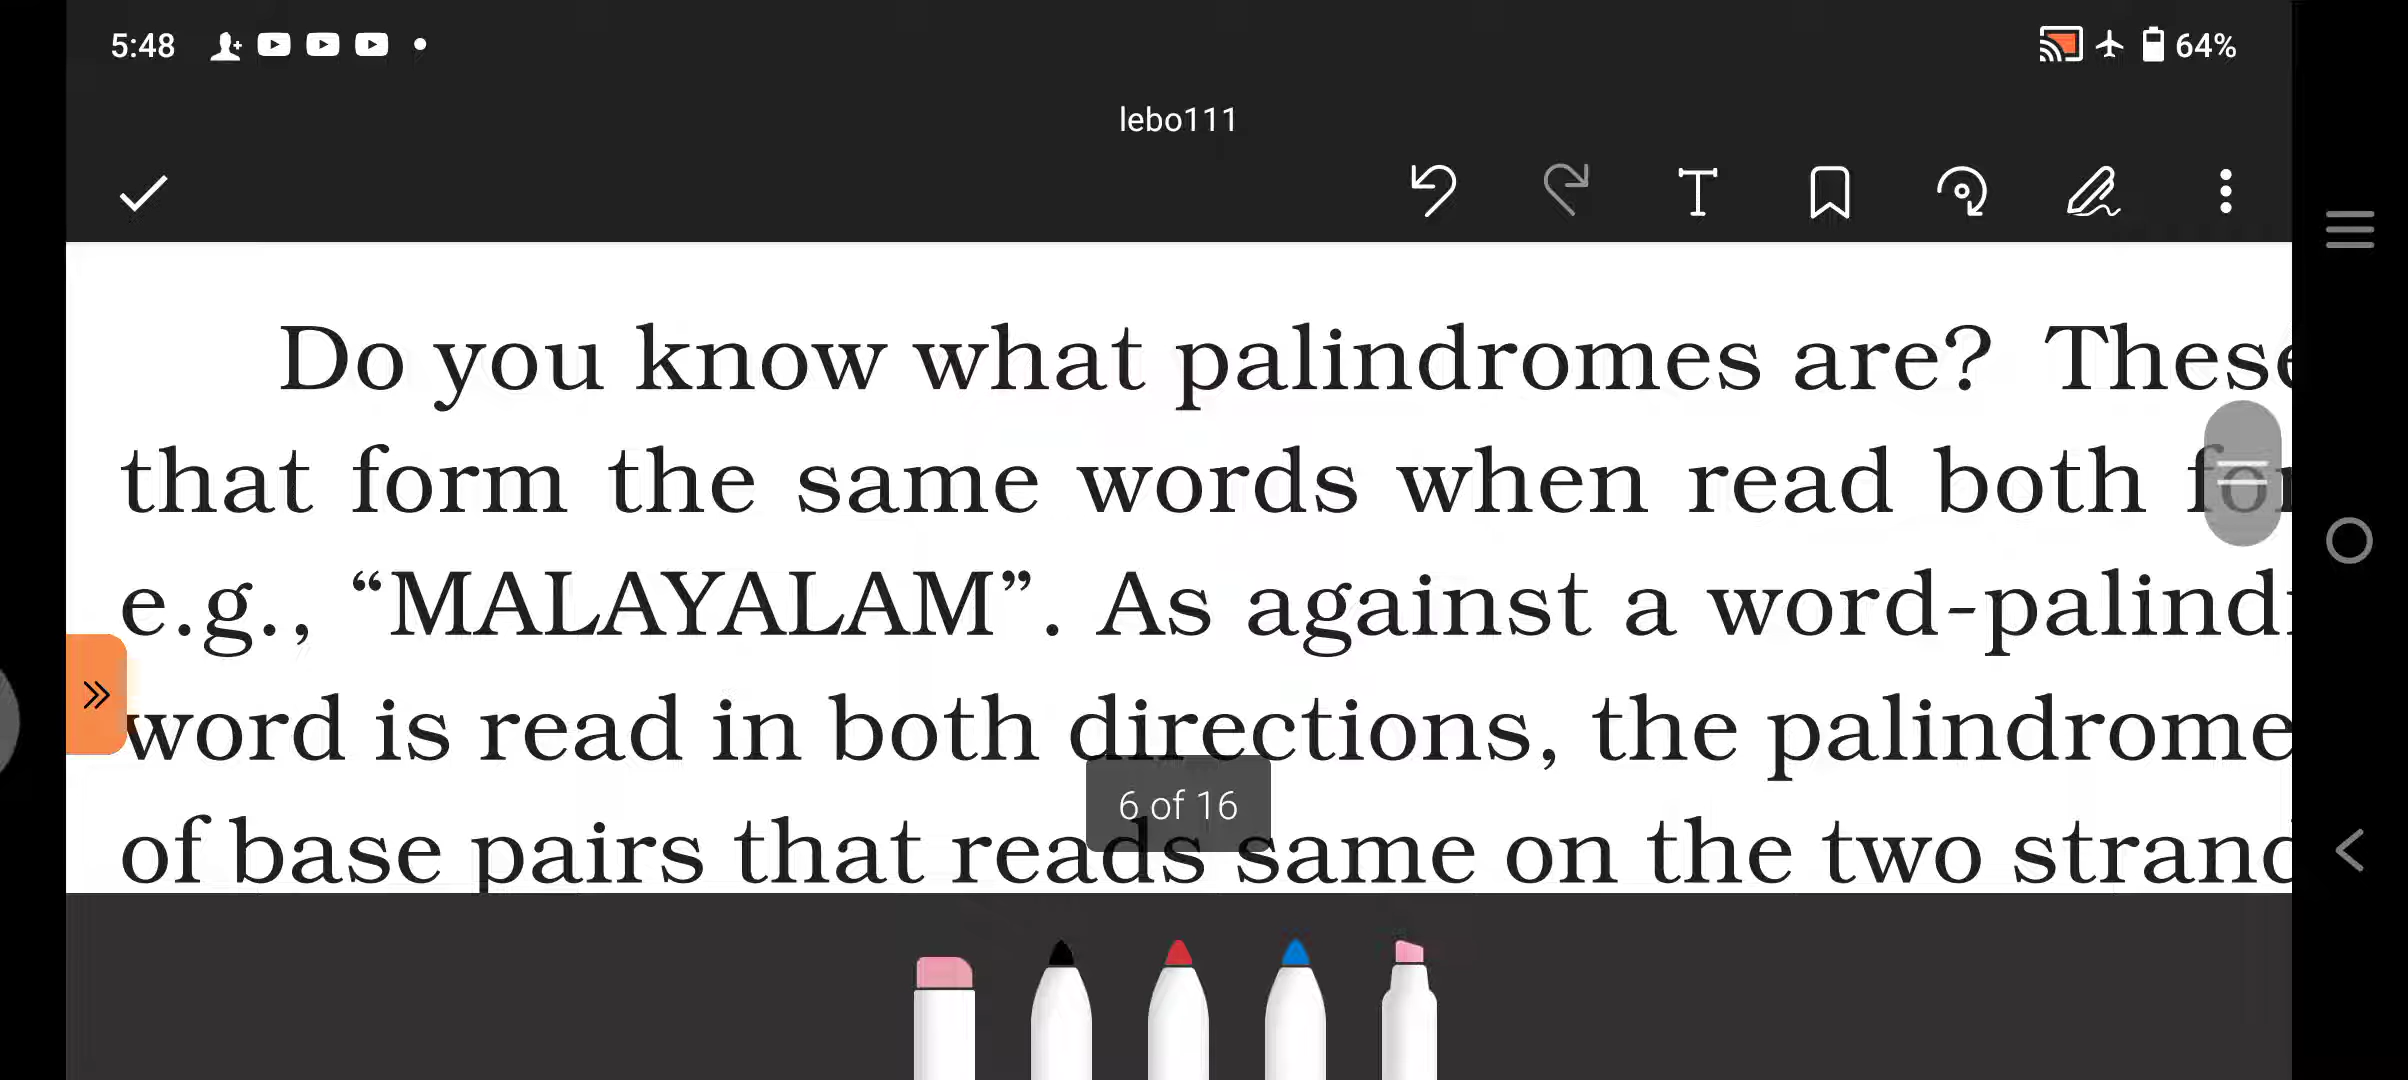 5:48
64%
lebo111
Do you know what palindromes are? These
that form the same words when read both for
e.g., “MALAYALAM”. As against a word-palindr
word is read in both directions, the palindrome
6 of 16
of base pairs that reads same on the two strand